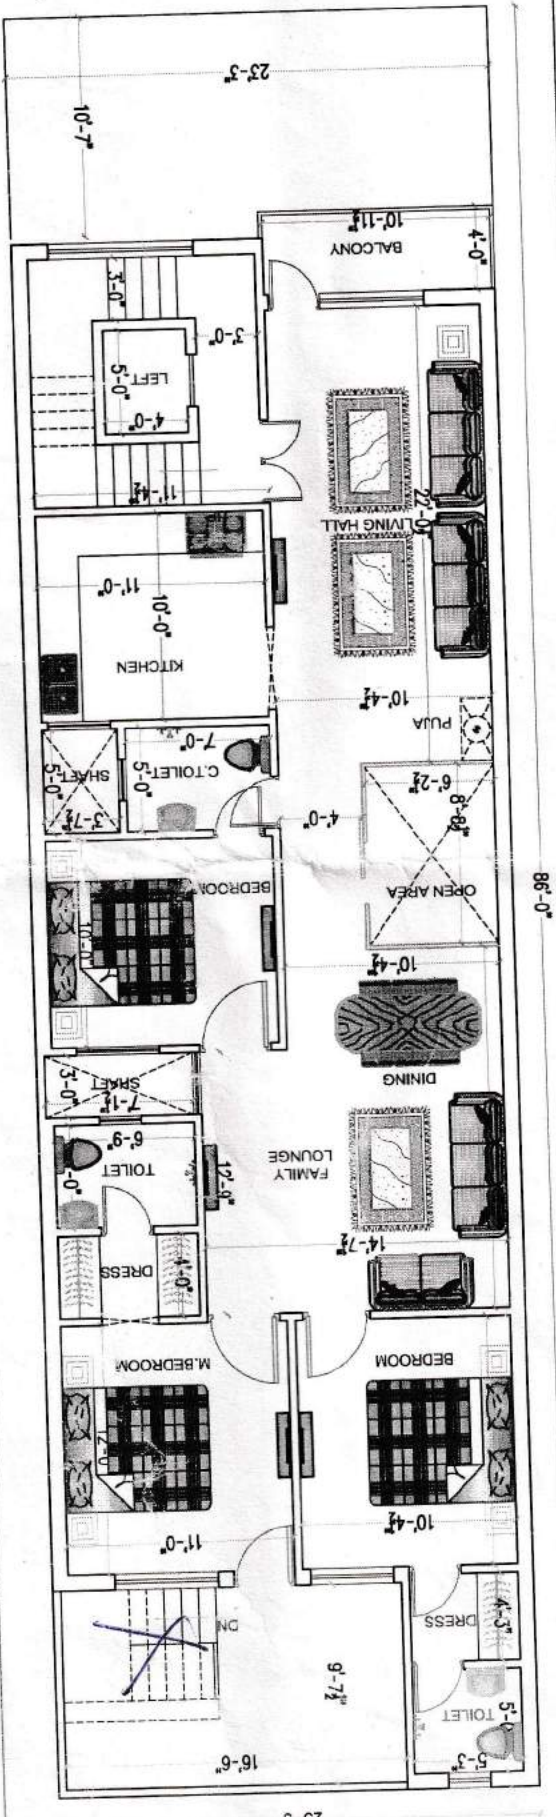 23'-3"
10'-7"
4'-0"
10'-11½"
BALCONY
3'-0"
3'-0"
LEFT
5'-0"
4'-0"
11'-4½"
LIVING HALL
22'-0"
11'-0"
10'-0"
KITCHEN
10'-4½"
PUJA
7'-0"
C.TOILET
5'-0"
SHAFT
5'-0"
3'-7½"
6'-2½"
8'-8½"
4'-0"
OPEN AREA
86'-0"
BEDROOM
10'-0"
10'-4½"
DINING
SHAFT
3'-0"
7'-1½"
6'-9"
TOILET
12'-9"
FAMILY
LOUNGE
14'-7½"
DRESS
4'-0"
M.BEDROOM
12'-0"
11'-0"
BEDROOM
10'-4½"
DN
9'-7½"
16'-6"
DRESS
4'-3"
TOILET
5'-3"